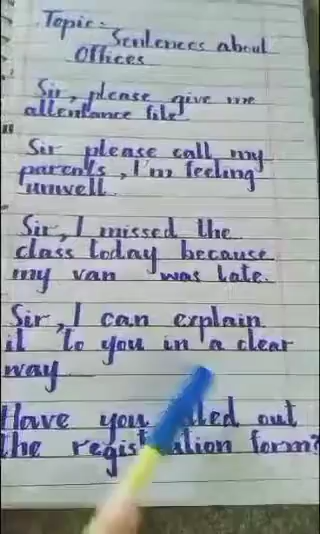 Topic:-
Sentences about
Offices
Sir, please give me
attendance file
Sir please call my
parents, I'm feeling
unwell.
Sir, I missed the
class today because
my van was late.
Sir, I can explain
it to you in a clear
way
Have you out
the form?